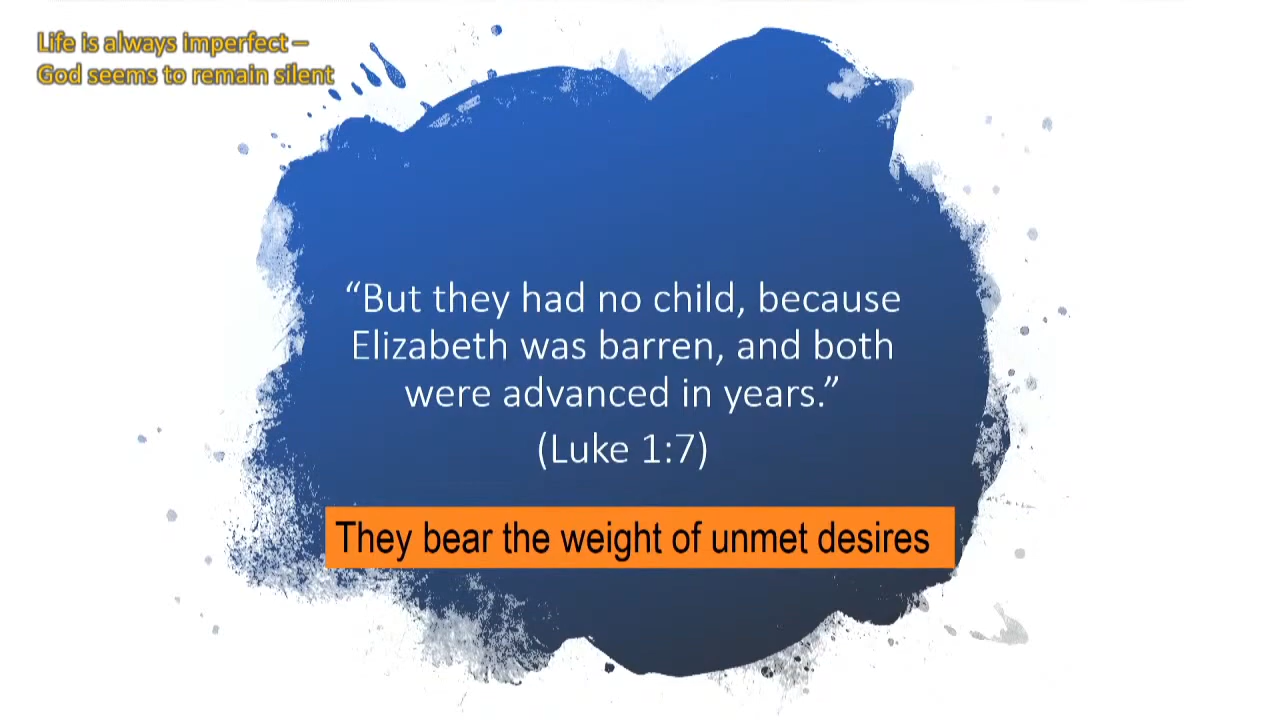 Life is always imperfect –
God seems to remain silent
“But they had no child, because
Elizabeth was barren, and both
were advanced in years.”
(Luke 1:7)
They bear the weight of unmet desires